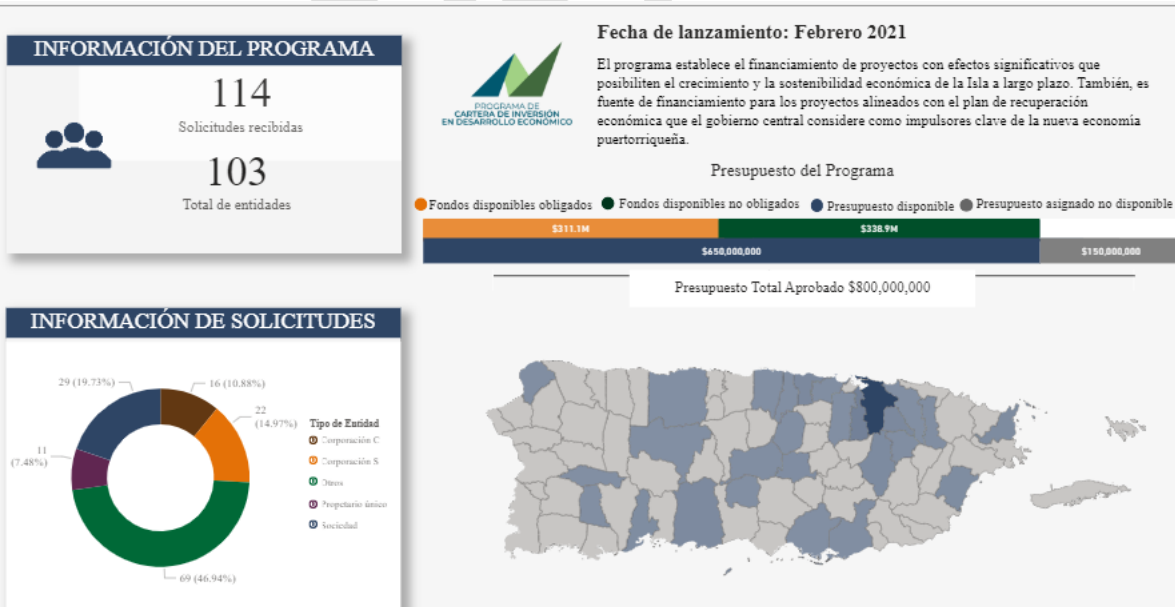 INFORMACIÓN DEL PROGRAMA
114
Solicitudes recibidas
103
Total de entidades
PROGRAMA DE
CARTERA DE INVERSIÓN
EN DESARROLLO ECONÓMICO
Fecha de lanzamiento: Febrero 2021
El programa establece el financiamiento de proyectos con efectos significativos que
posibiliten el crecimiento y la sostenibilidad económica de la Isla a largo plazo. También, es
fuente de financiamiento para los proyectos alineados con el plan de recuperación
económica que el gobierno central considere como impulsores clave de la nueva economía
puertorriqueña.
Presupuesto del Programa
Fondos disponibles obligados Fondos disponibles no obligados Presupuesto disponible Presupuesto asignado no disponible
$311.1M $338.9M
$650,000,000 $150,000,000
Presupuesto Total Aprobado $800,000,000
INFORMACIÓN DE SOLICITUDES
29 (19.73%)
16 (10.88%)
22
(14.97%)
11
(7.48%)
69 (46.94%)
Tipo de Entidad
Corporación C
Corporación S
Otros
Propetario único
Sociedad